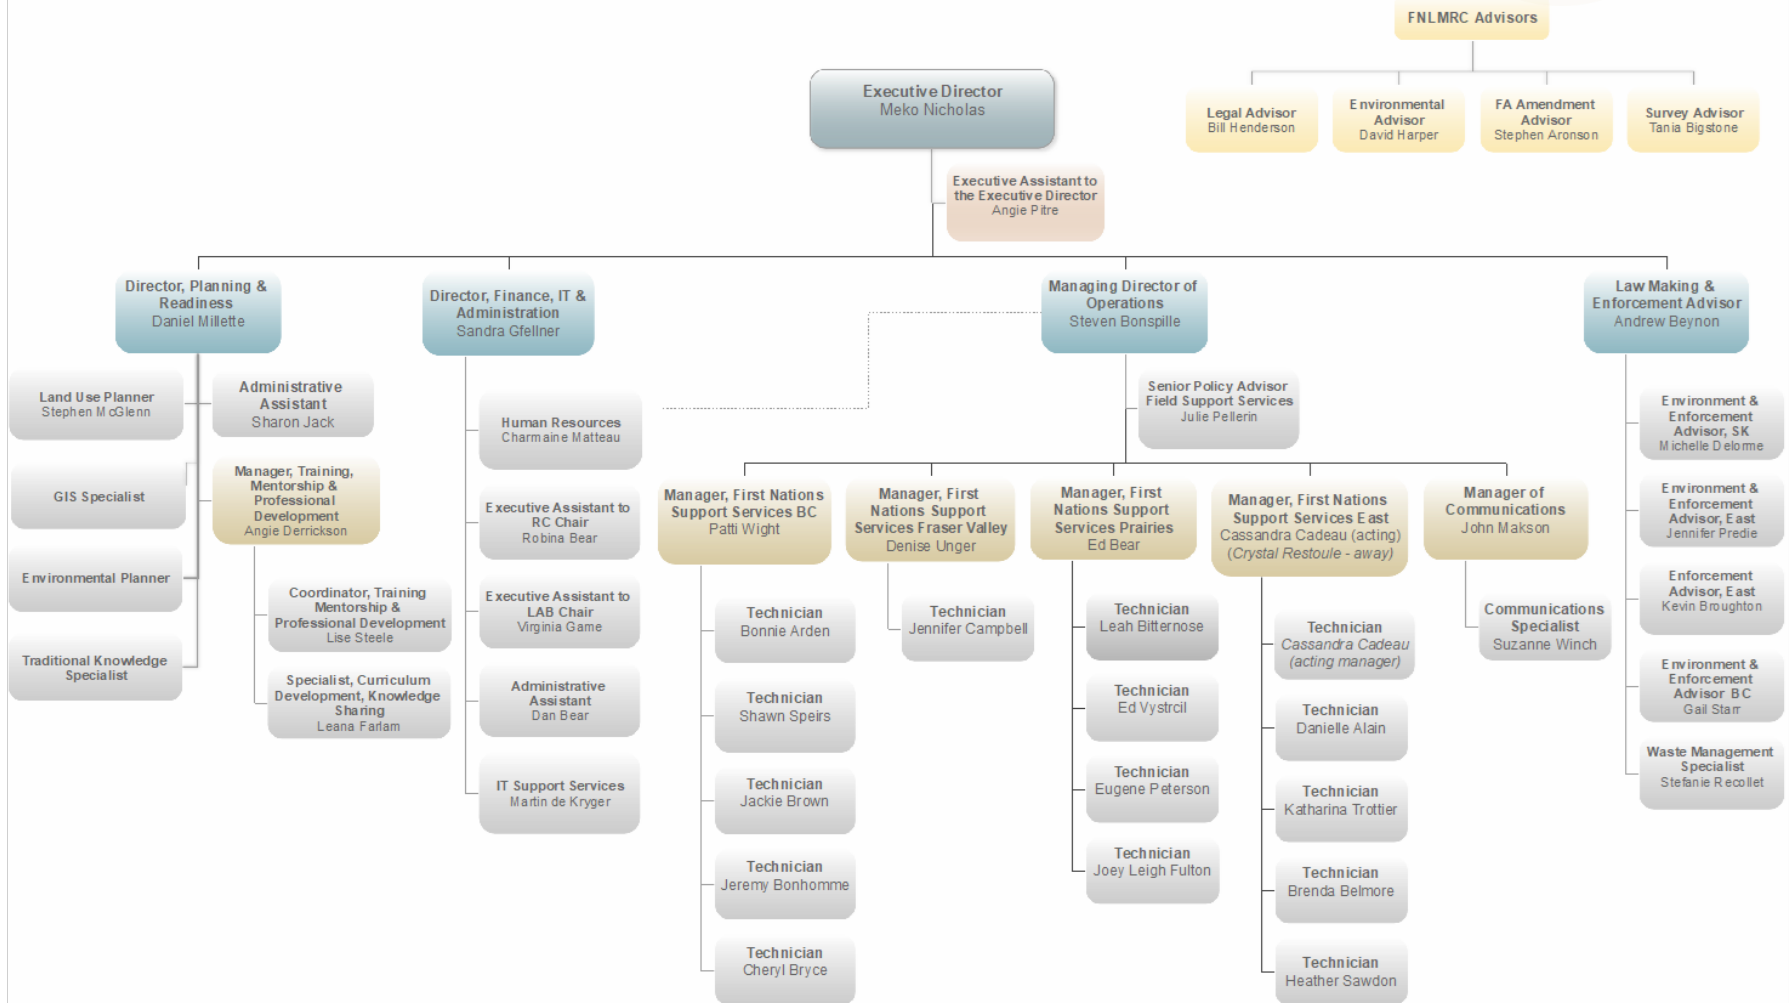 FNLMRC Advisors
Executive Director
Meko Nicholas
Legal Advisor
Bill Henderson
Environmental
Advisor
David Harper
FA Amendment
Advisor
Stephen Aronson
Survey Advisor
Tania Bigstone
Executive Assistant to
the Executive Director
Angie Pitre
Director, Planning &
Readiness
Daniel Millette
Director, Finance, IT &
Administration
Sandra Gfellner
Managing Director of
Operations
Steven Bonspille
Law Making &
Enforcement Advisor
Andrew Beynon
Land Use Planner
Stephen McGlenn
Administrative
Assistant
Sharon Jack
GIS Specialist
Manager, Training,
Mentorship &
Professional
Development
Angie Derrickson
Environmental Planner
Traditional Knowledge
Specialist
Coordinator, Training
Mentorship &
Professional Development
Lise Steele
Specialist, Curriculum
Development, Knowledge
Sharing
Leana Farlam
Human Resources
Charmaine Matteau
Executive Assistant to
RC Chair
Robina Bear
Executive Assistant to
LAB Chair
Virginia Game
Administrative
Assistant
Dan Bear
IT Support Services
Martin de Kryger
Senior Policy Advisor
Field Support Services
Julie Pellerin
Manager, First Nations
Support Services BC
Patti Wight
Technician
Bonnie Arden
Technician
Shawn Speirs
Technician
Jackie Brown
Technician
Jeremy Bonhomme
Technician
Cheryl Bryce
Manager, First
Nations Support
Services Fraser Valley
Denise Unger
Technician
Jennifer Campbell
Manager, First
Nations Support
Services Prairies
Ed Bear
Technician
Leah Bitternose
Technician
Ed Vystrcil
Technician
Eugene Peterson
Technician
Joey Leigh Fulton
Manager, First Nations
Support Services East
Cassandra Cadeau (acting)
(Crystal Restoule - away)
Technician
Cassandra Cadeau
(acting manager)
Technician
Danielle Alain
Technician
Katharina Trottier
Technician
Brenda Belmore
Technician
Heather Sawdon
Manager of
Communications
John Makson
Communications
Specialist
Suzanne Winch
Environment &
Enforcement
Advisor, SK
Michelle Delorme
Environment &
Enforcement
Advisor, East
Jennifer Predie
Enforcement
Advisor, East
Kevin Broughton
Environment &
Enforcement
Advisor BC
Gail Starr
Waste Management
Specialist
Stefanie Recollet